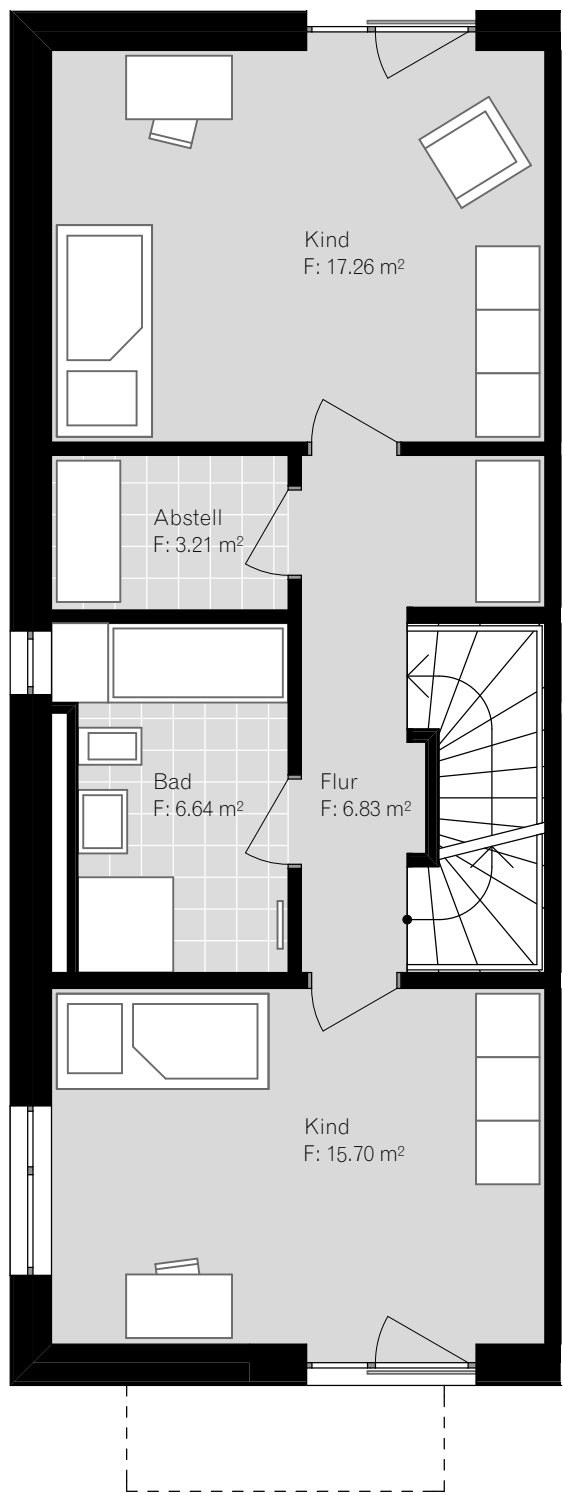 Kind
F: 17.26 m²
Abstell
F: 3.21 m²
Bad
F: 6.64 m²
Flur
F: 6.83 m²
Kind
F: 15.70 m²